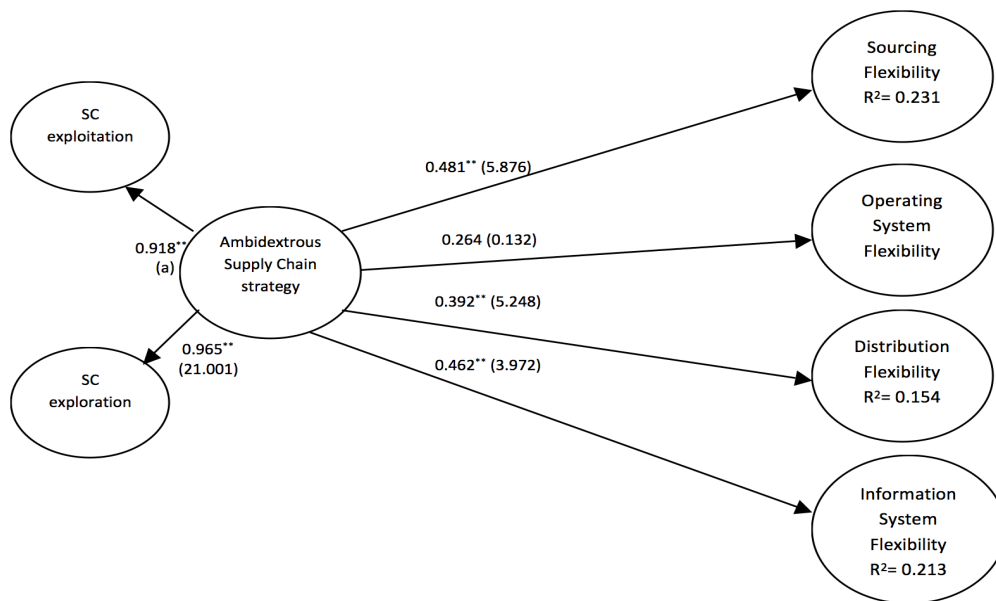 SC
exploitation
0.918**
(a)
Ambidextrous
Supply Chain
strategy
0.965**
(21.001)
SC
exploration
0.481** (5.876)
0.264 (0.132)
0.392** (5.248)
0.462** (3.972)
Sourcing
Flexibility
R²= 0.231
Operating
System
Flexibility
Distribution
Flexibility
R²= 0.154
Information
System
Flexibility
R²= 0.213